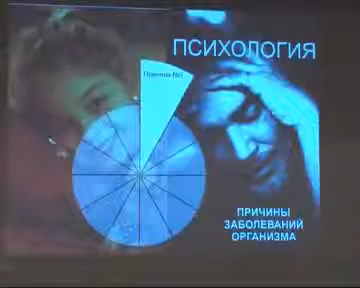 ПСИХОЛОГИЯ
Причина №1
ПРИЧИНЫ
ЗАБОЛЕВАНИЙ
ОРГАНИЗМА